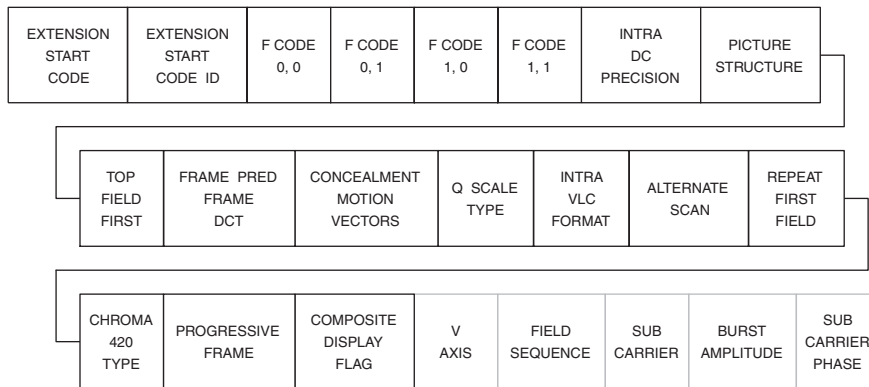 EXTENSION
START
CODE
EXTENSION
START
CODE ID
F CODE
0, 0
F CODE
0, 1
F CODE
1, 0
F CODE
1, 1
INTRA
DC
PRECISION
PICTURE
STRUCTURE
TOP
FIELD
FIRST
FRAME PRED
FRAME
DCT
CONCEALMENT
MOTION
VECTORS
Q SCALE
TYPE
INTRA
VLC
FORMAT
ALTERNATE
SCAN
REPEAT
FIRST
FIELD
CHROMA
420
TYPE
PROGRESSIVE
FRAME
COMPOSITE
DISPLAY
FLAG
V
AXIS
FIELD
SEQUENCE
SUB
CARRIER
BURST
AMPLITUDE
SUB
CARRIER
PHASE